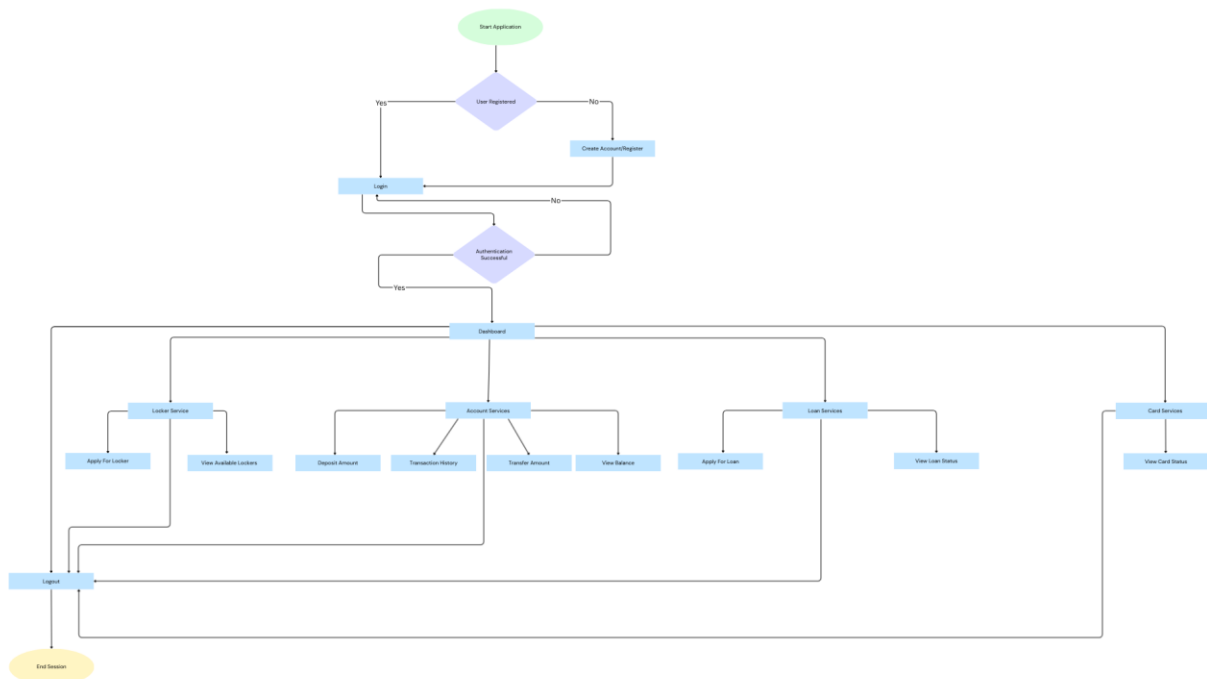 Start Application
User Registered
Yes
No
Create Account/Register
Login
No
Authentication
Successful
Yes
Dashboard
Locker Service
Account Services
Loan Services
Card Services
Apply For Locker
View Available Lockers
Deposit Amount
Transaction History
Transfer Amount
View Balance
Apply For Loan
View Loan Status
View Card Status
Logout
End Session